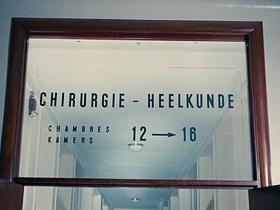 CHIRURGIE - HEELKUNDE
CHAMBRES 12 → 16
KAMERS